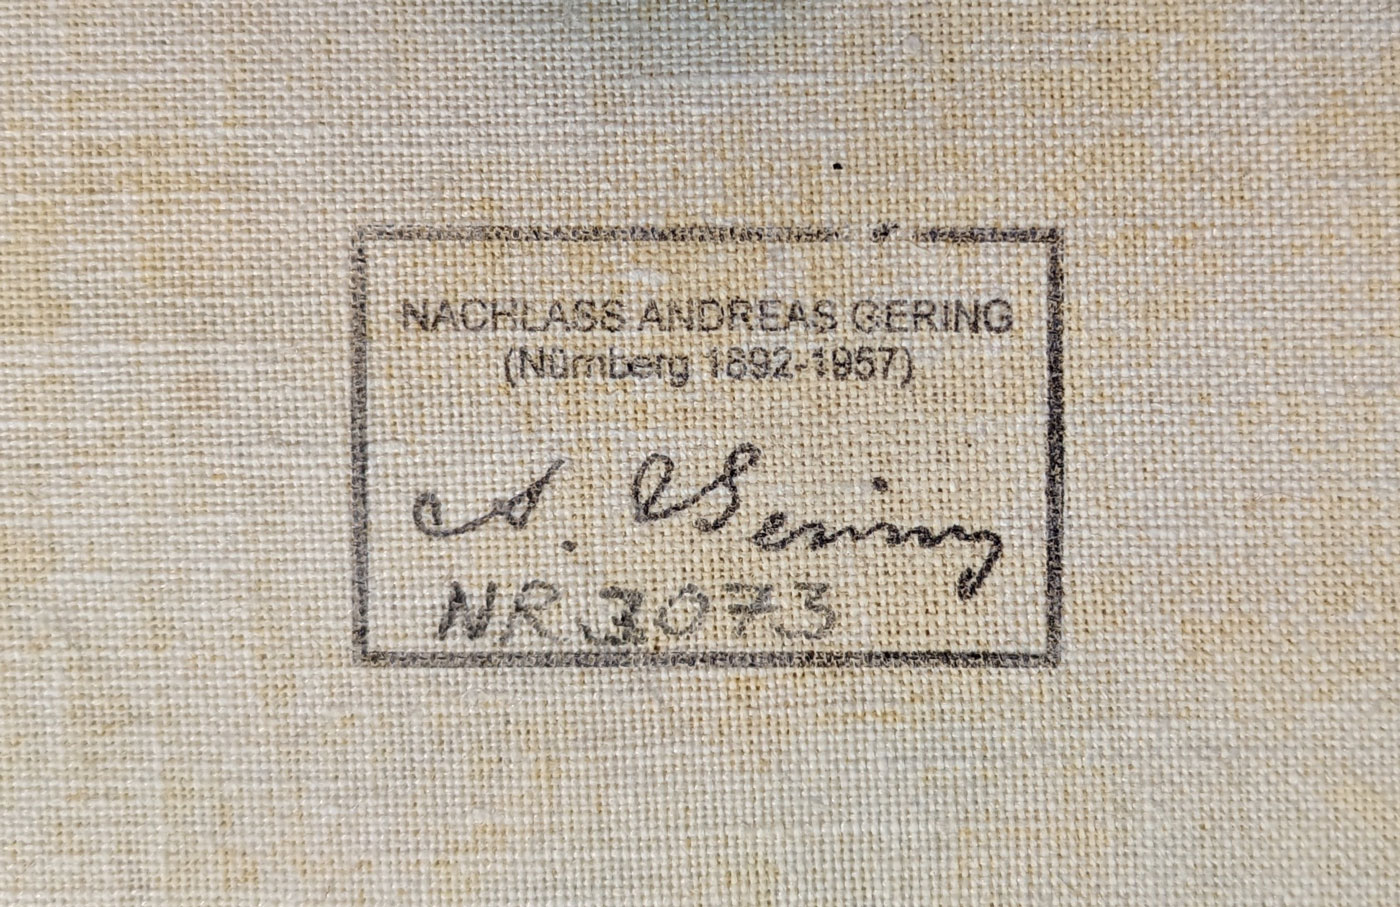 NACHLASS ANDREAS GERING
(Nürnberg 1892-1957)
A. Gering
NR 3073